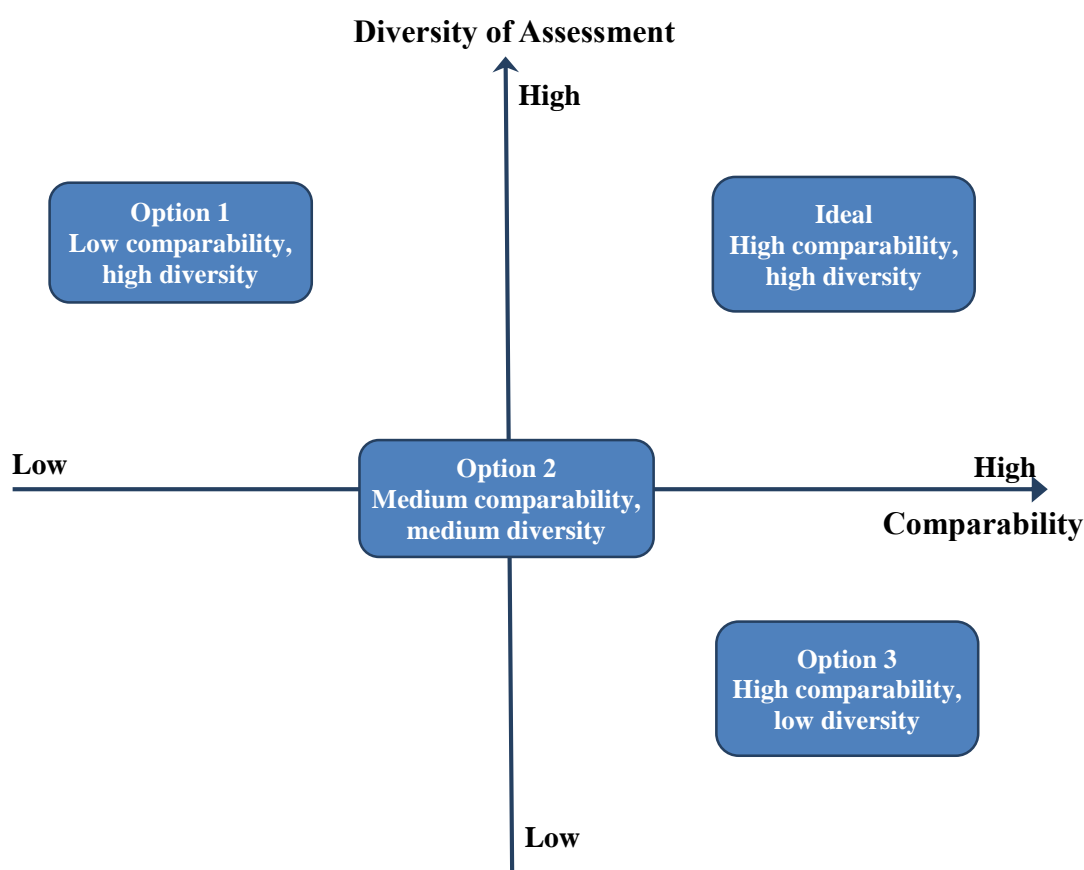 Diversity of Assessment
High
Option 1
Low comparability,
high diversity
Ideal
High comparability,
high diversity
Low
Option 2
Medium comparability,
medium diversity
High
Comparability
Option 3
High comparability,
low diversity
Low